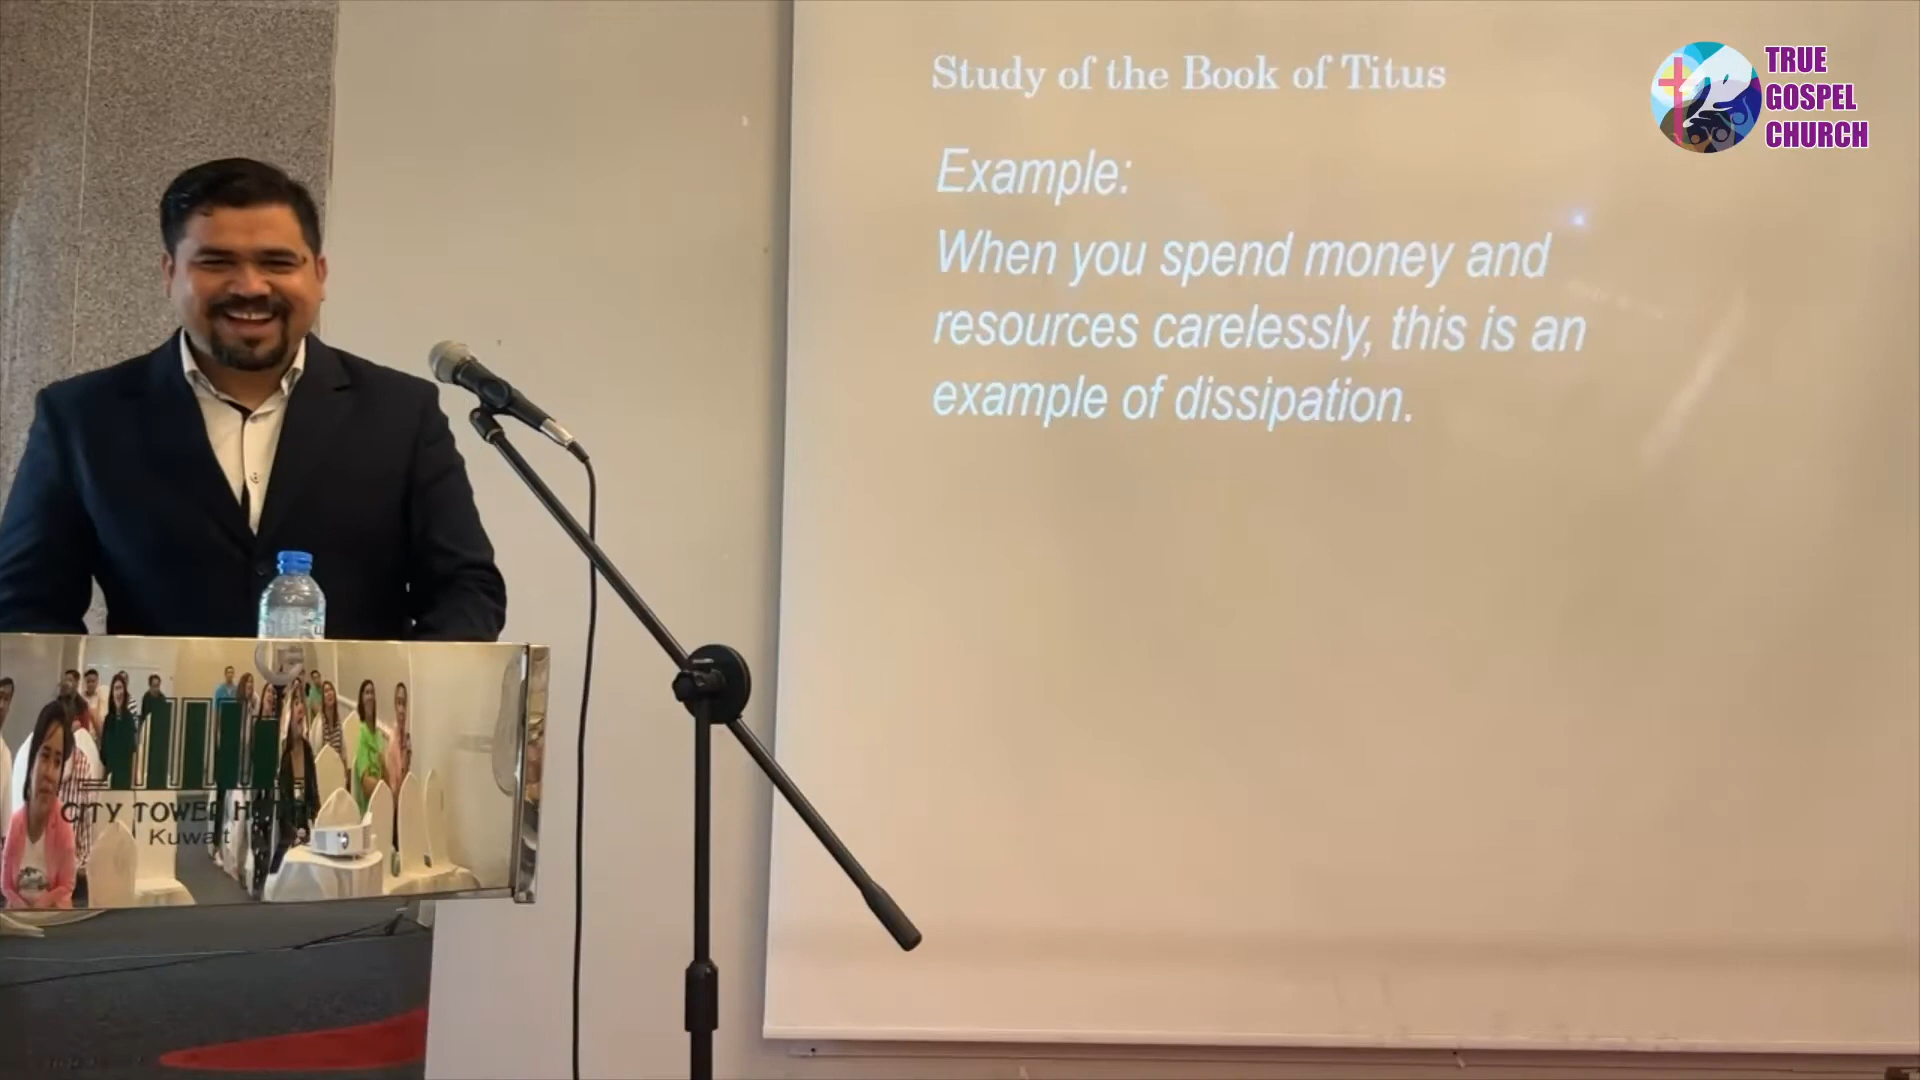 Study of the Book of Titus
Example:
When you spend money and
resources carelessly, this is an
example of dissipation.
TRUE
GOSPEL
CHURCH
CITY TOWER
Kuwait